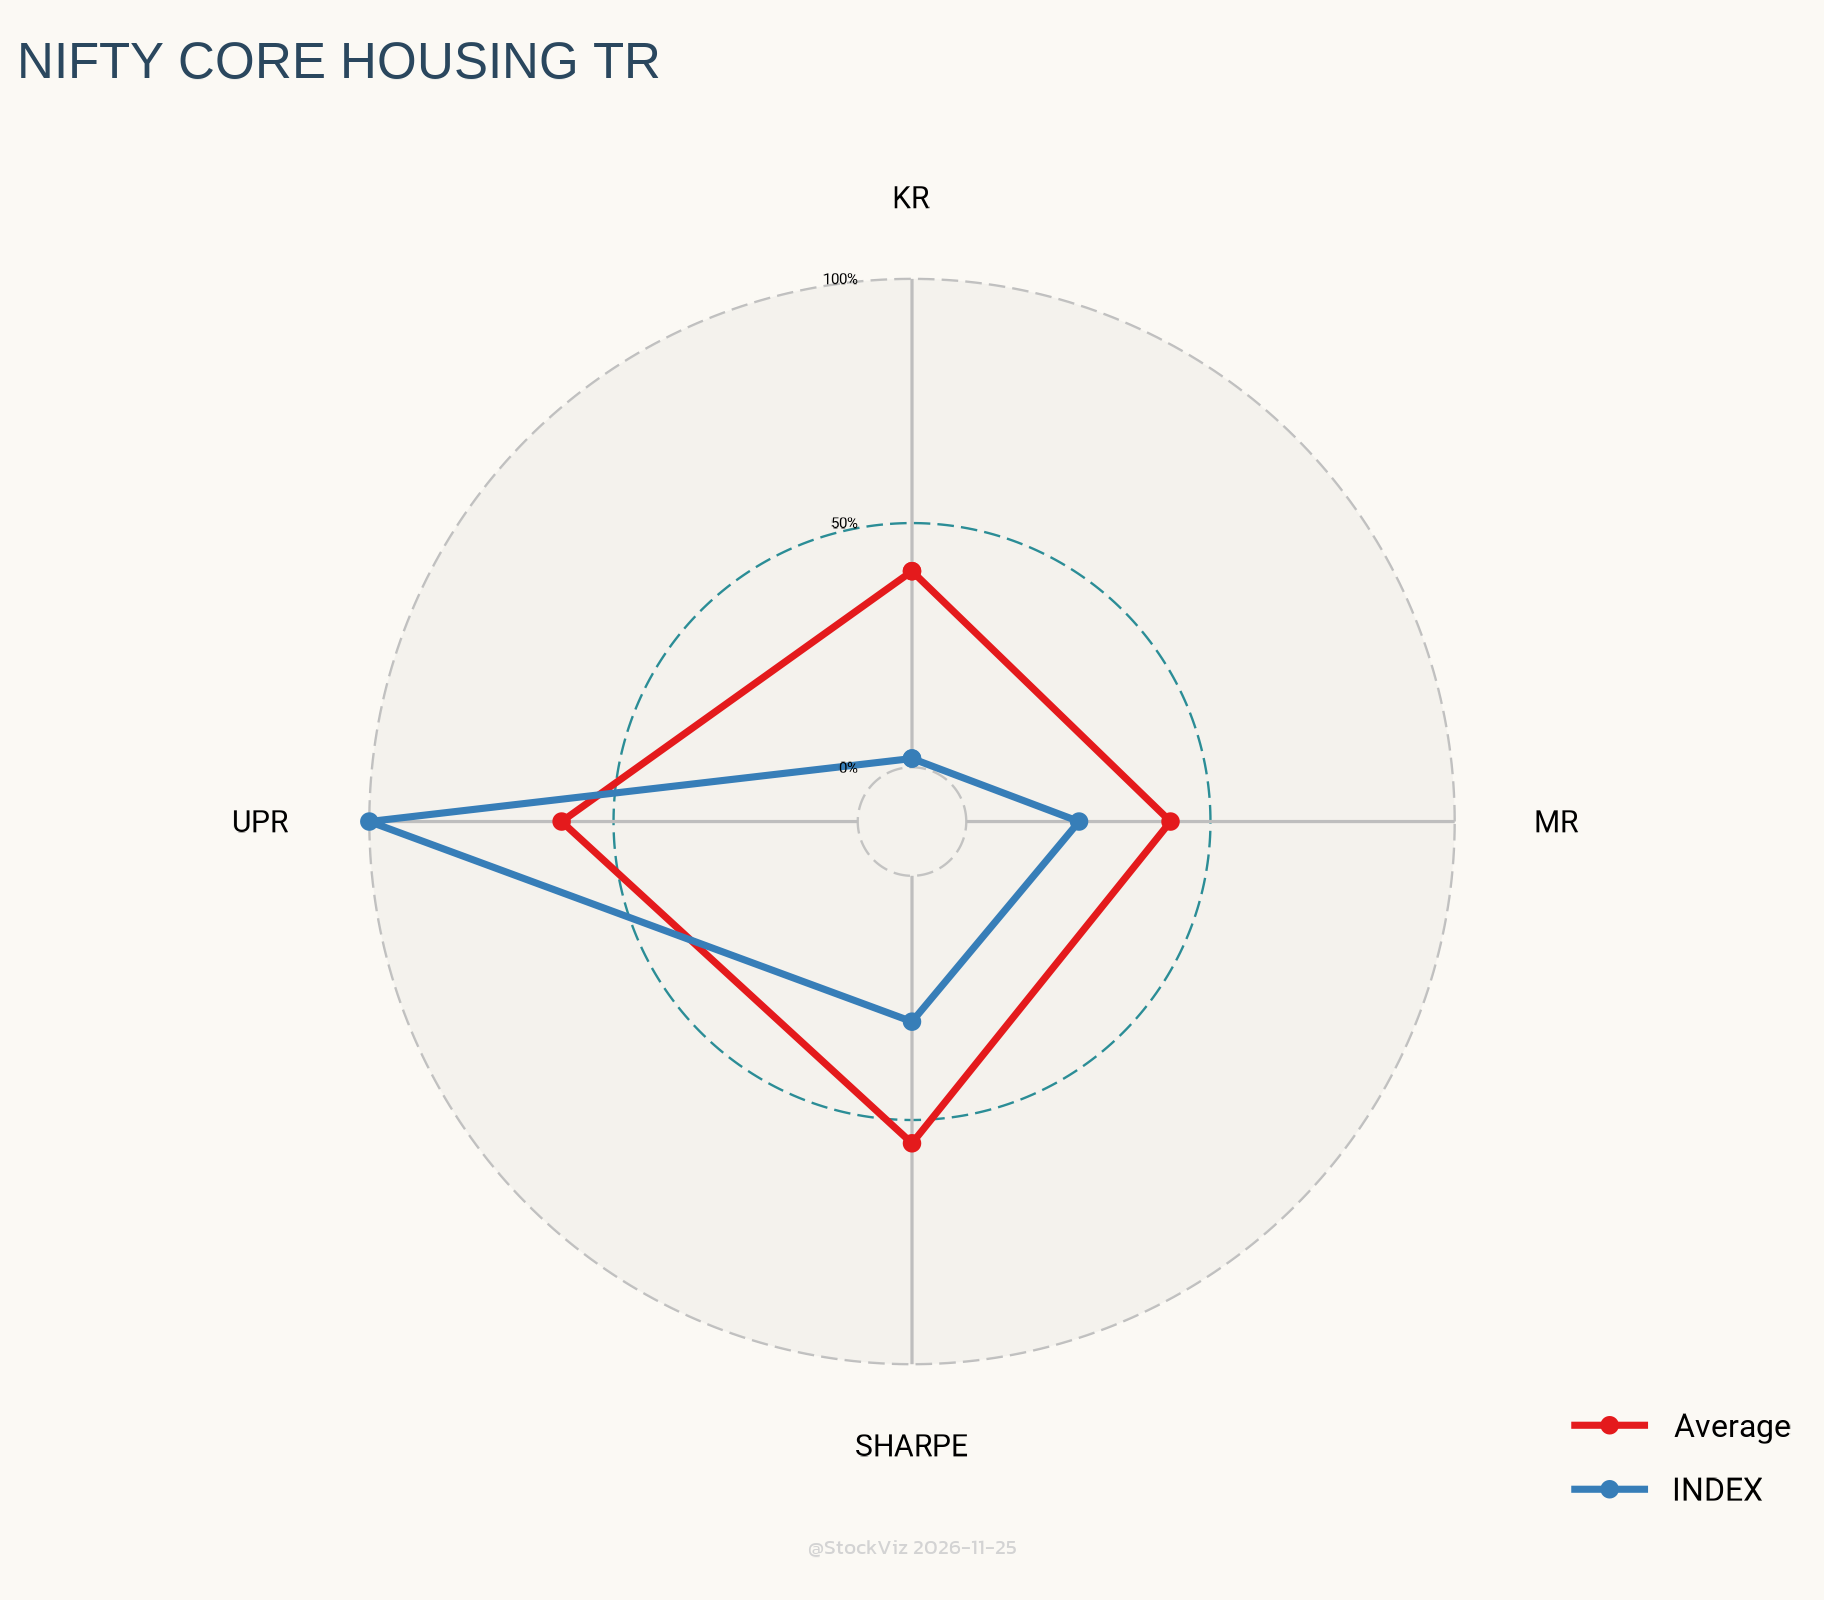 NIFTY CORE HOUSING TR
KR
100%
50%
0%
UPR
MR
SHARPE
Average
INDEX
@StockViz 2026-11-25